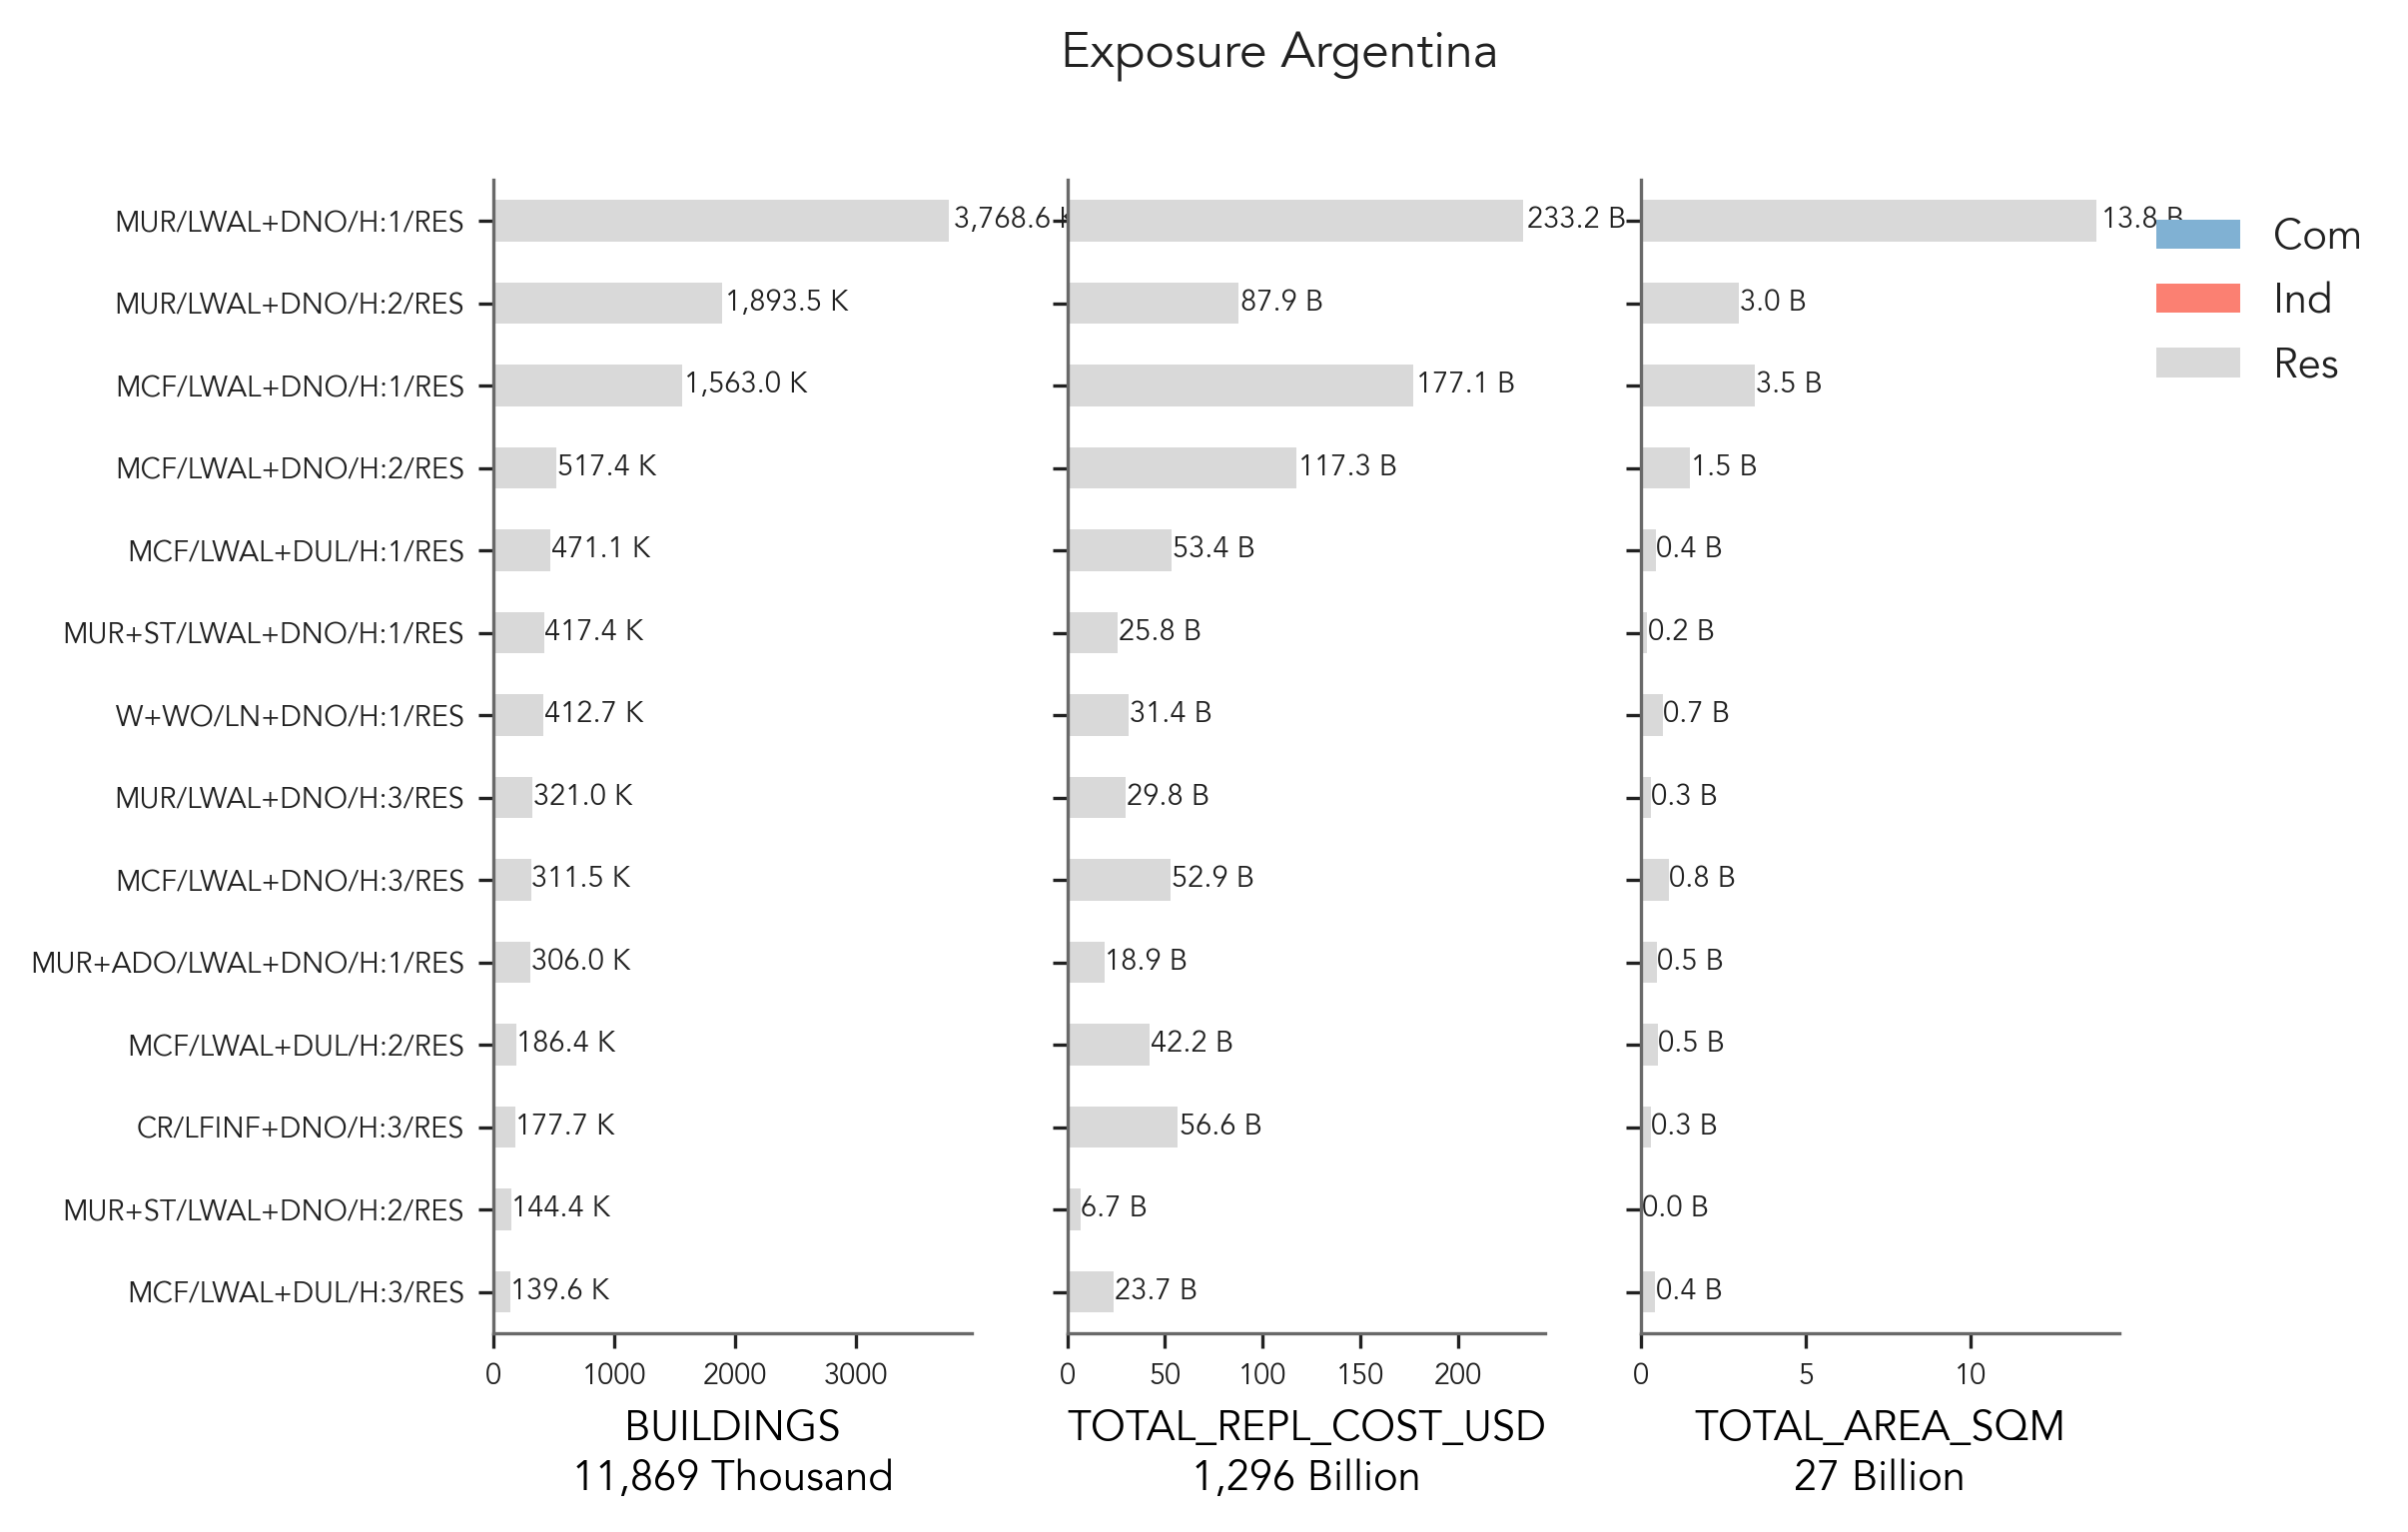 Exposure Argentina
MUR/LWAL+DNO/H:1/RES 3,768.6 K 233.2 B 13.8 B
MUR/LWAL+DNO/H:2/RES 1,893.5 K 87.9 B 3.0 B
MCF/LWAL+DNO/H:1/RES 1,563.0 K 177.1 B 3.5 B
MCF/LWAL+DNO/H:2/RES 517.4 K 117.3 B 1.5 B
MCF/LWAL+DUL/H:1/RES 471.1 K 53.4 B 0.4 B
MUR+ST/LWAL+DNO/H:1/RES 417.4 K 25.8 B 0.2 B
W+WO/LN+DNO/H:1/RES 412.7 K 31.4 B 0.7 B
MUR/LWAL+DNO/H:3/RES 321.0 K 29.8 B 0.3 B
MCF/LWAL+DNO/H:3/RES 311.5 K 52.9 B 0.8 B
MUR+ADO/LWAL+DNO/H:1/RES 306.0 K 18.9 B 0.5 B
MCF/LWAL+DUL/H:2/RES 186.4 K 42.2 B 0.5 B
CR/LFINF+DNO/H:3/RES 177.7 K 56.6 B 0.3 B
MUR+ST/LWAL+DNO/H:2/RES 144.4 K 6.7 B 0.0 B
MCF/LWAL+DUL/H:3/RES 139.6 K 23.7 B 0.4 B
0 1000 2000 3000
BUILDINGS
11,869 Thousand
0 50 100 150 200
TOTAL_REPL_COST_USD
1,296 Billion
0 5 10
TOTAL_AREA_SQM
27 Billion
Com
Ind
Res